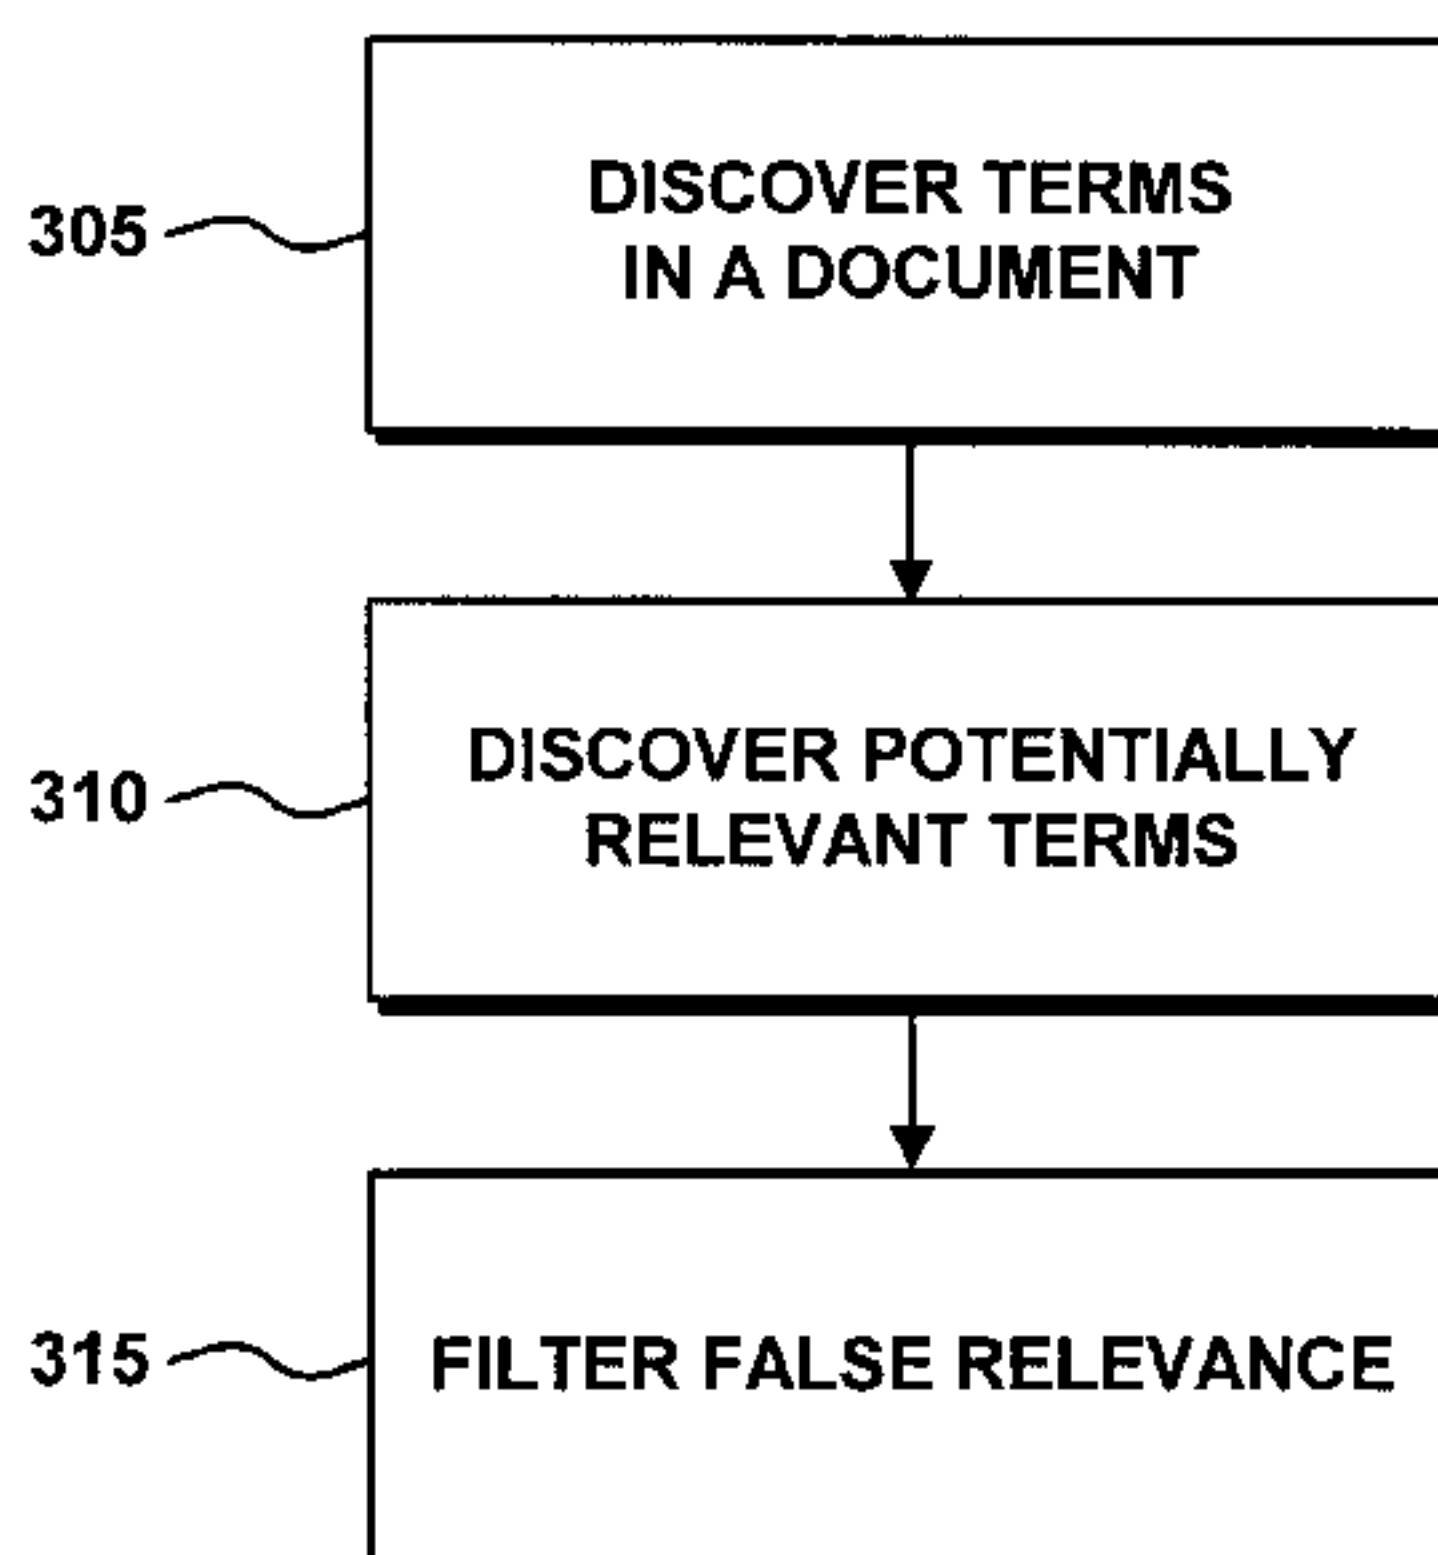 305
DISCOVER TERMS
IN A DOCUMENT
310
DISCOVER POTENTIALLY
RELEVANT TERMS
315
FILTER FALSE RELEVANCE